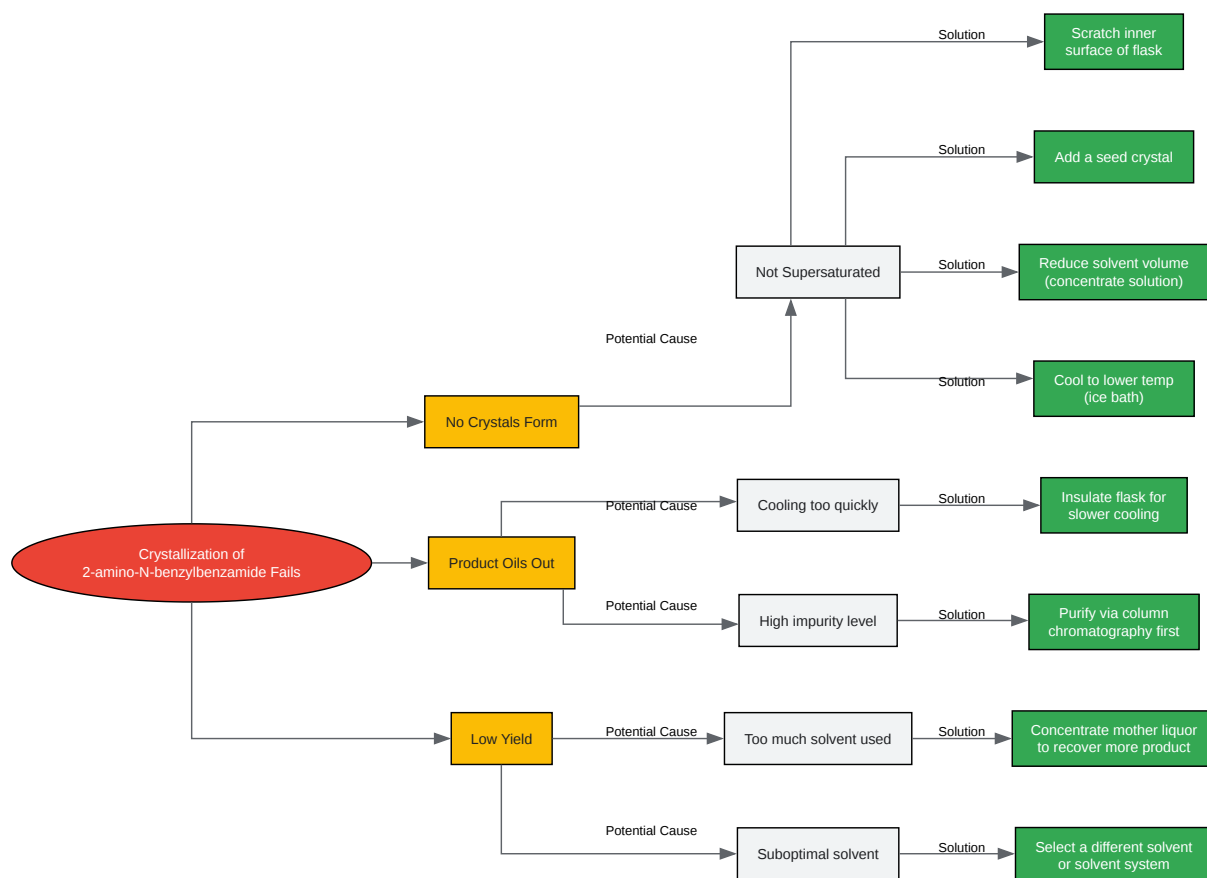 Solution
Scratch inner
surface of flask
Solution
Add a seed crystal
Not Supersaturated
Solution
Reduce solvent volume
(concentrate solution)
Potential Cause
Solution
Cool to lower temp
(ice bath)
No Crystals Form
Potential Cause
Cooling too quickly
Solution
Insulate flask for
slower cooling
Crystallization of
2-amino-N-benzylbenzamide Fails
Product Oils Out
Potential Cause
High impurity level
Solution
Purify via column
chromatography first
Low Yield
Potential Cause
Too much solvent used
Solution
Concentrate mother liquor
to recover more product
Potential Cause
Suboptimal solvent
Solution
Select a different solvent
or solvent system